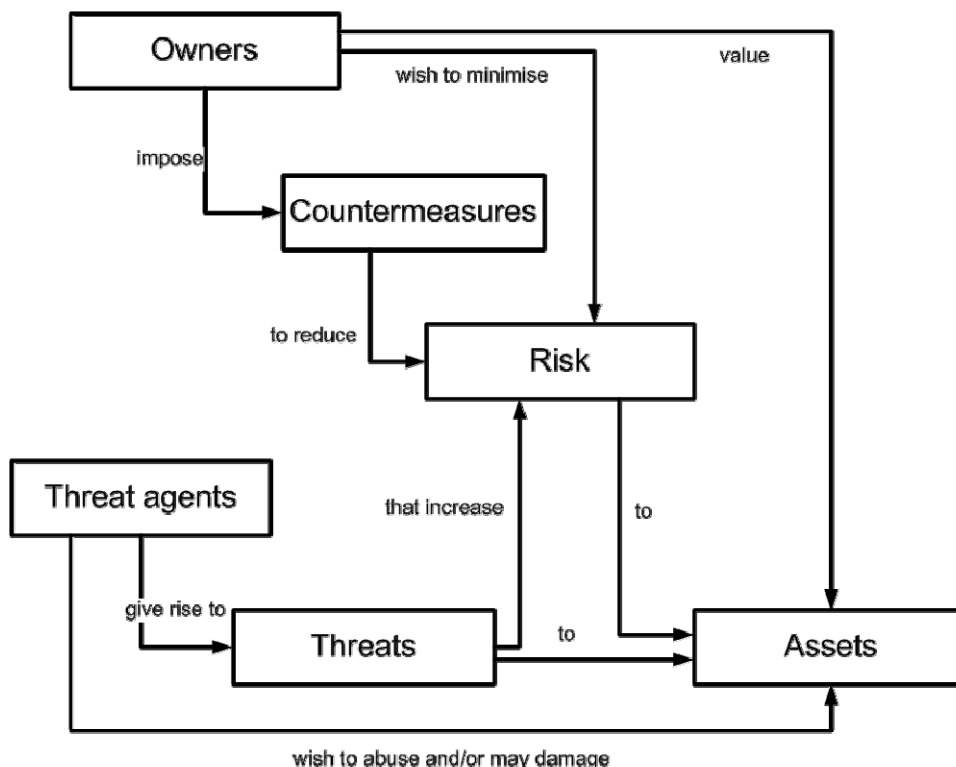 Owners
value
wish to minimise
impose
Countermeasures
to reduce
Risk
Threat agents
that increase
to
give rise to
Threats
to
Assets
wish to abuse and/or may damage